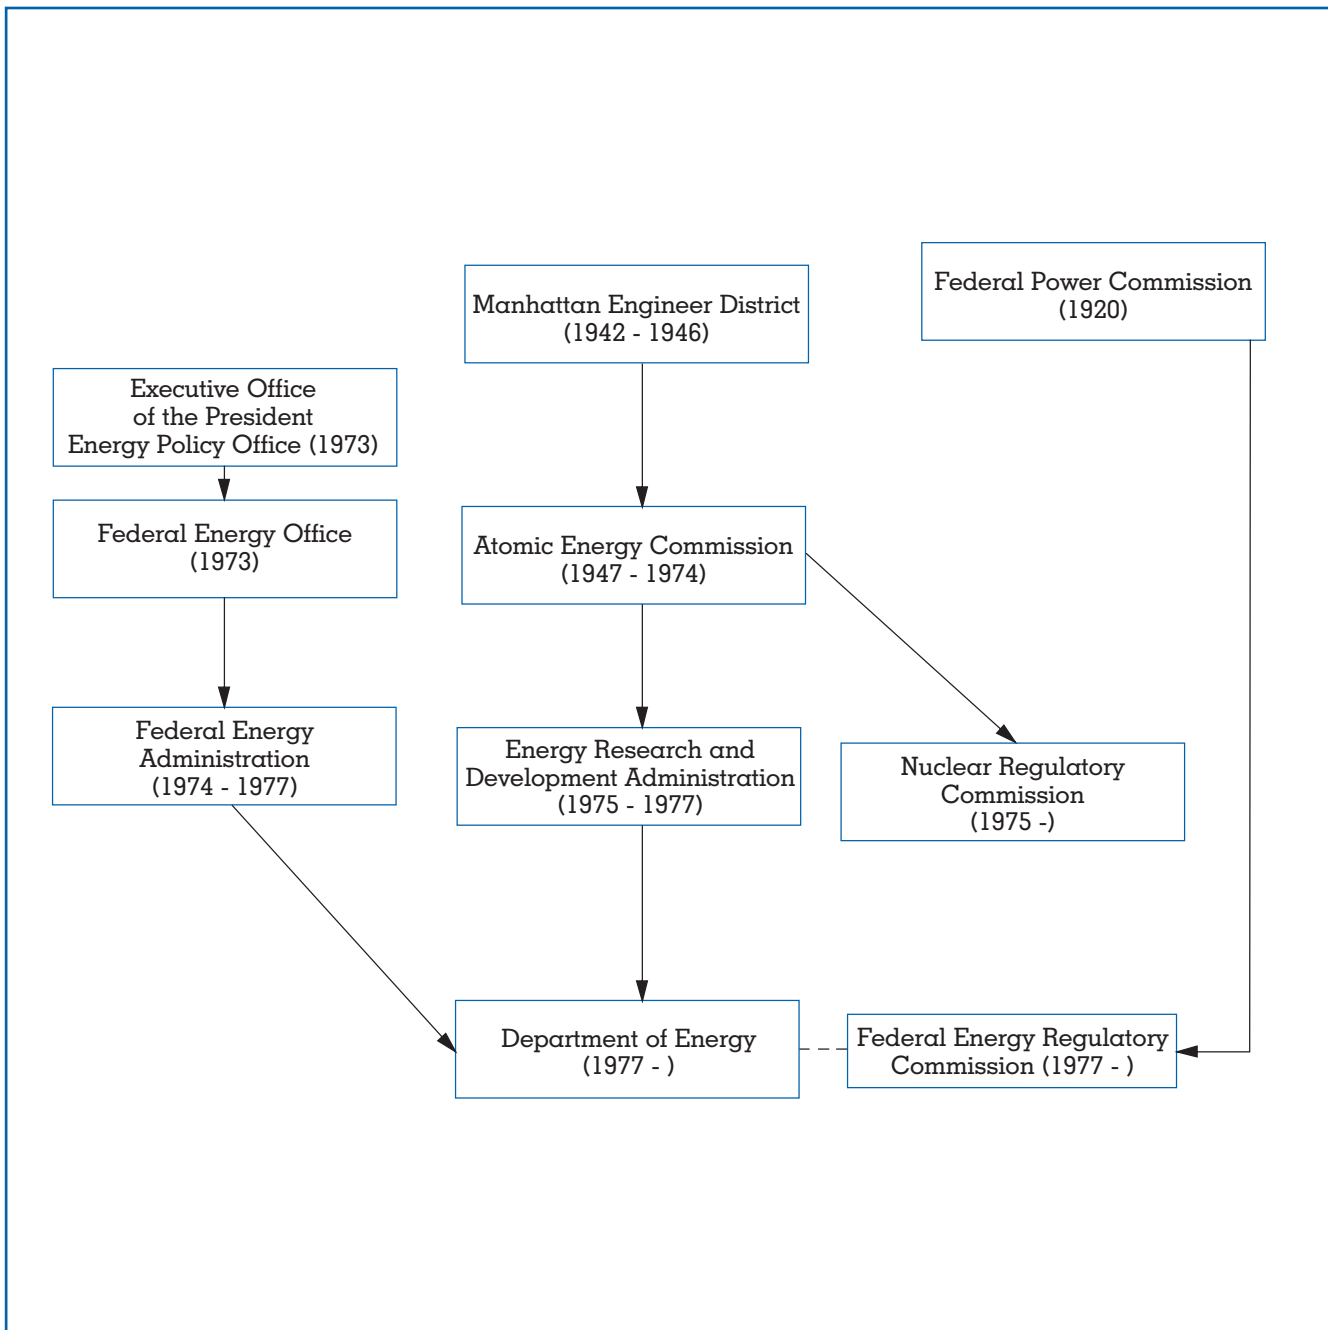 Federal Power Commission
(1920)
Manhattan Engineer District
(1942 - 1946)
Executive Office
of the President
Energy Policy Office (1973)
Federal Energy Office
(1973)
Atomic Energy Commission
(1947 - 1974)
Federal Energy
Administration
(1974 - 1977)
Energy Research and
Development Administration
(1975 - 1977)
Nuclear Regulatory
Commission
(1975 -)
Department of Energy
(1977 - )
Federal Energy Regulatory
Commission (1977 - )